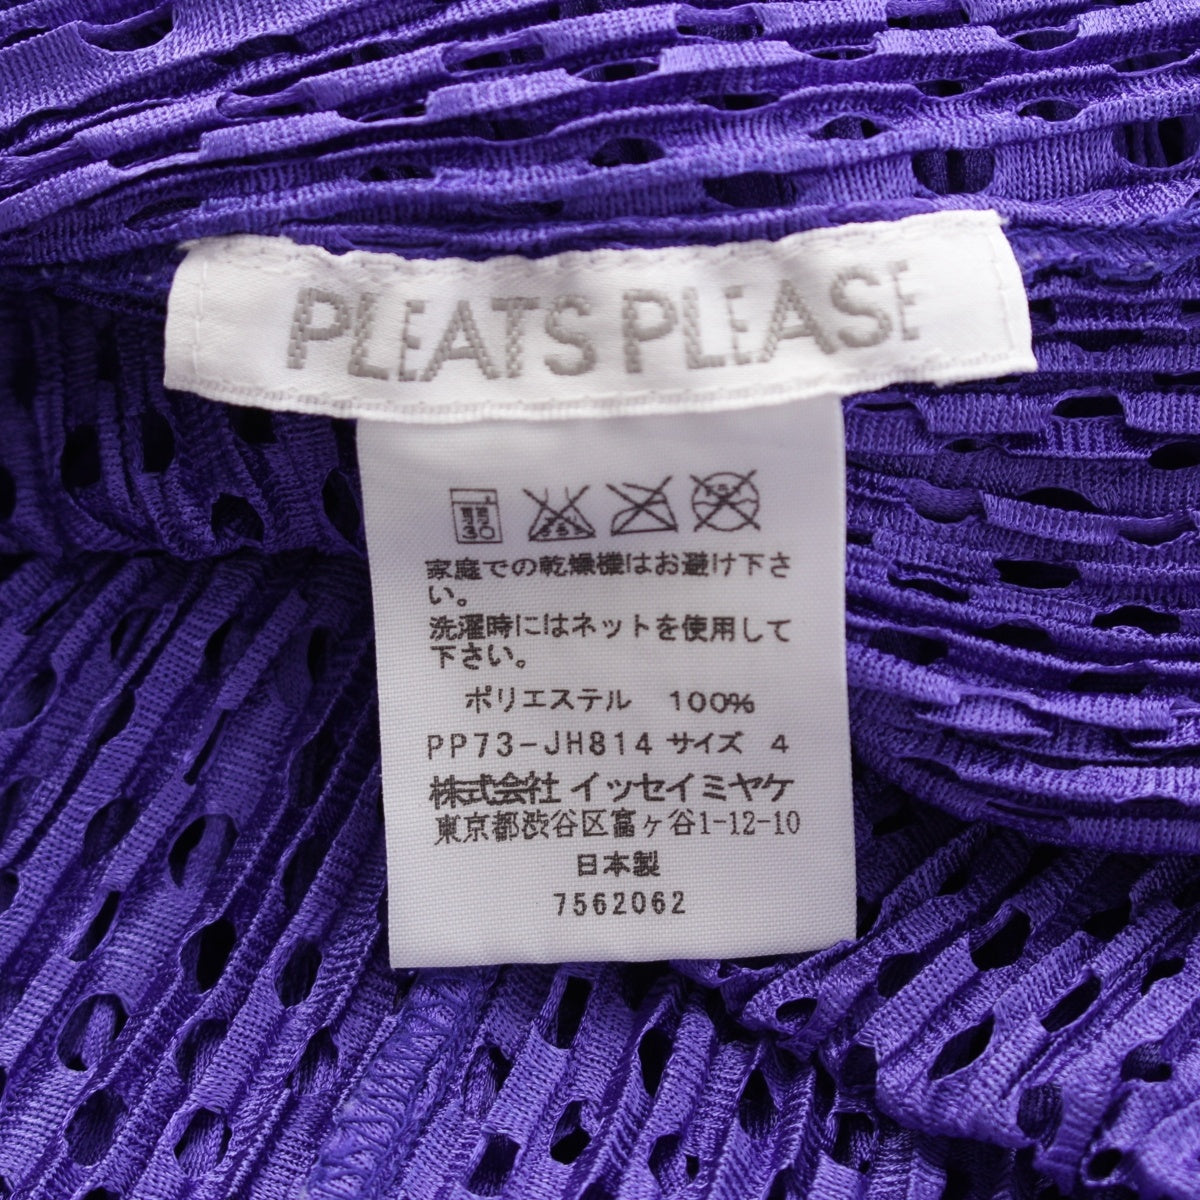 PLEATS PLEASE
家庭での乾燥機はお避け下さ
い。
洗濯時にはネットを使用して
下さい。
ポリエステル 100%
PP73-JH814 サイズ 4
株式会社 イッセイミヤケ
東京都渋谷区富ヶ谷1-12-10
日本製
7562062